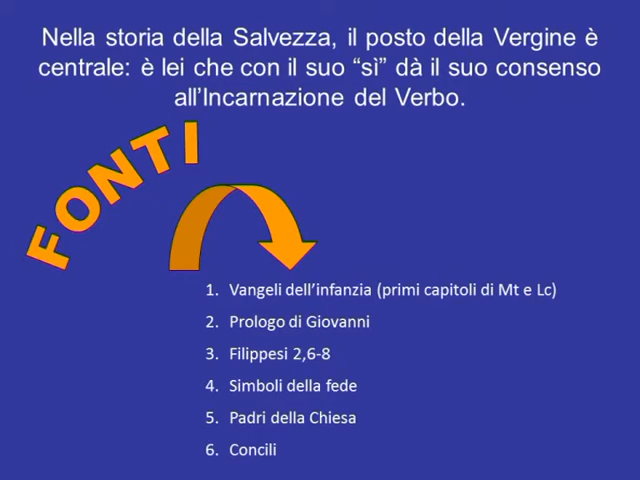 Nella storia della Salvezza, il posto della Vergine è
centrale: è lei che con il suo “sì” dà il suo consenso
all’Incarnazione del Verbo.
FONTI
1. Vangeli dell’infanzia (primi capitoli di Mt e Lc)
2. Prologo di Giovanni
3. Filippesi 2,6-8
4. Simboli della fede
5. Padri della Chiesa
6. Concili